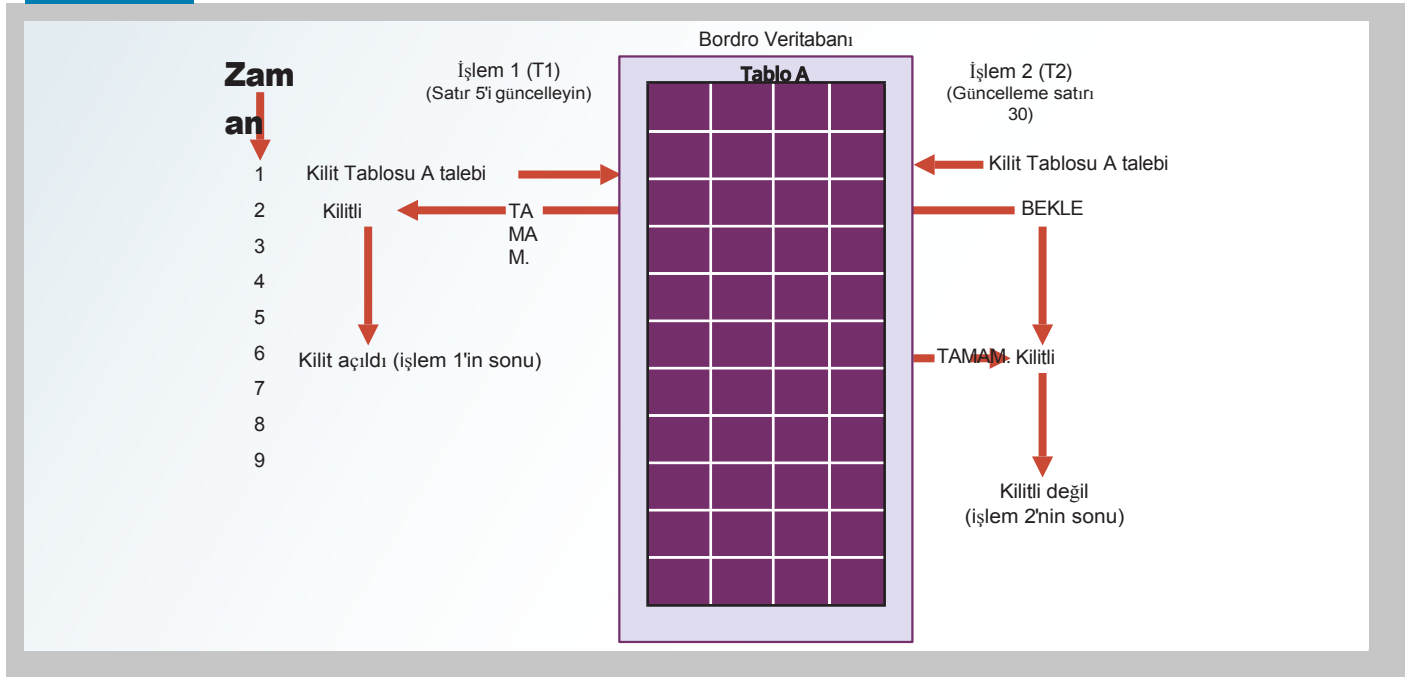 Bordro Veritabanı
Zam
an
İşlem 1 (T1)
(Satır 5'i güncelleyin)
Tablo A
İşlem 2 (T2)
(Güncelleme satırı
30)
1
Kilit Tablosu A talebi
Kilit Tablosu A talebi
2
Kilitli
TA
MA
M.
BEKLE
3
4
5
6
Kilit açıldı (işlem 1'in sonu)
TAMAM. Kilitli
7
8
9
Kilitli değil
(işlem 2'nin sonu)